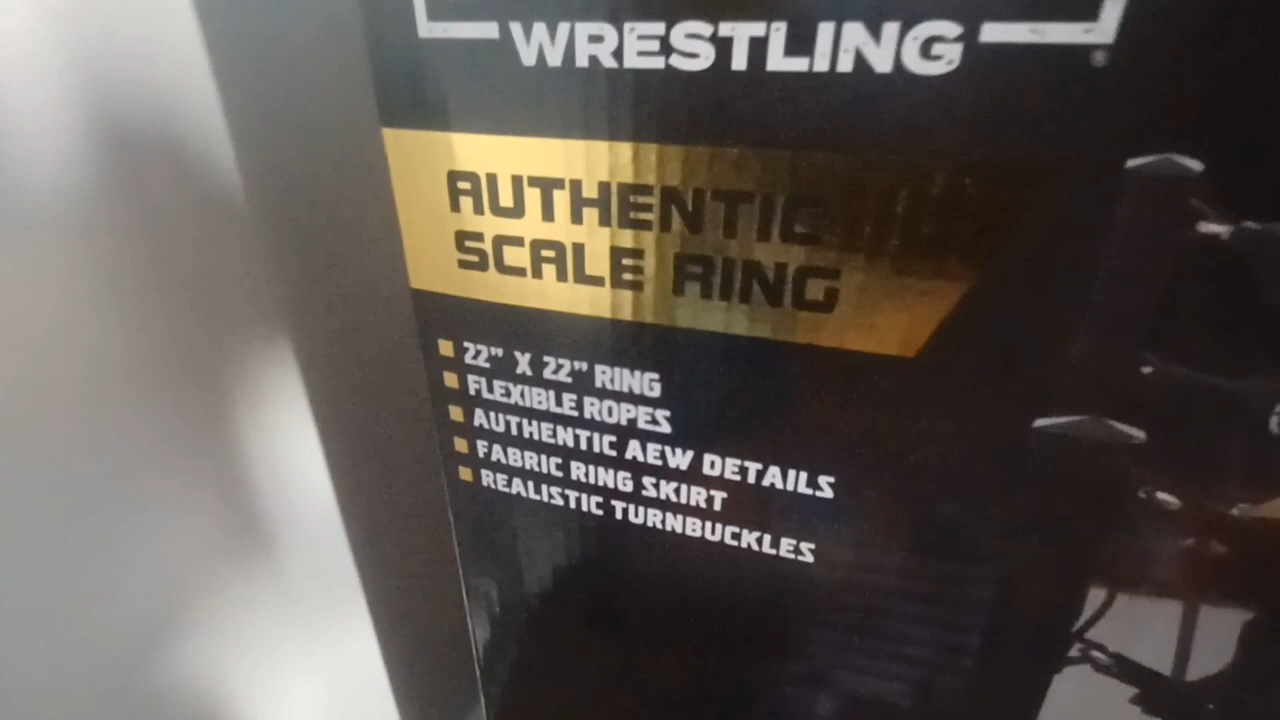 WRESTLING
AUTHENTIC
SCALE RING
22" X 22" RING
FLEXIBLE ROPES
AUTHENTIC AEW DETAILS
FABRIC RING SKIRT
REALISTIC TURNBUCKLES